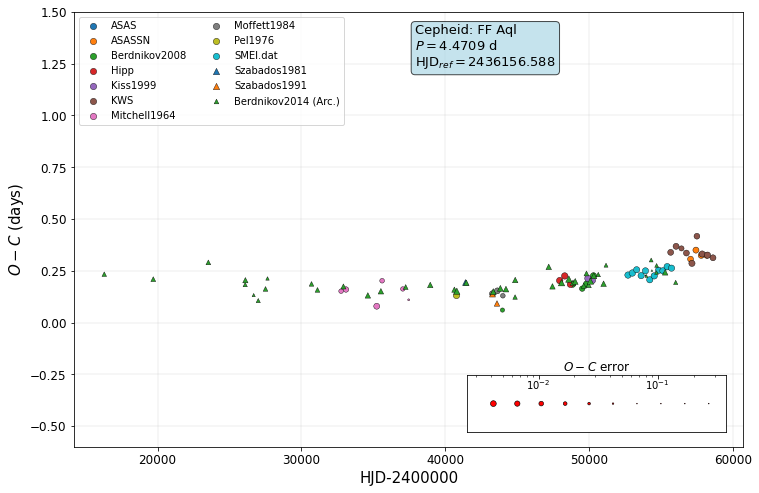 ASAS
ASASSN
Berdnikov2008
Hipp
Kiss1999
KWS
Mitchell1964
Moffett1984
Pel1976
SMEI.dat
Szabados1981
Szabados1991
Berdnikov2014 (Arc.)
Cepheid: FF Aql
P = 4.4709 d
HJD_ref = 2436156.588
1.50
1.25
1.00
0.75
0.50
0.25
0.00
−0.25
−0.50
O − C (days)
O − C error
10^−2 10^−1
20000 30000 40000 50000 60000
HJD-2400000